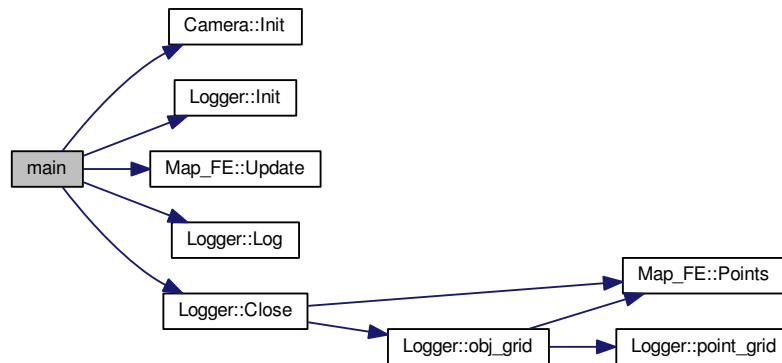 Camera::Init
Logger::Init
main
Map_FE::Update
Logger::Log
Map_FE::Points
Logger::Close
Logger::obj_grid
Logger::point_grid